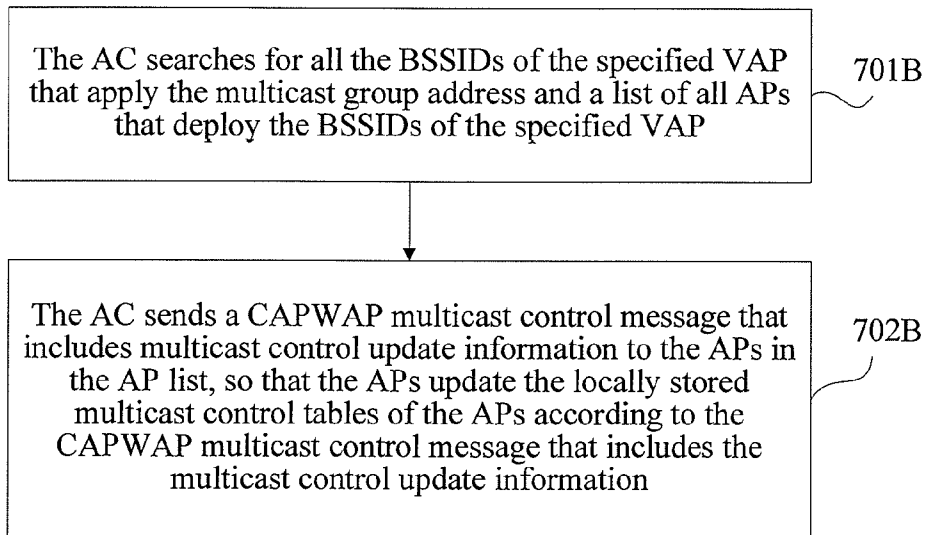 The AC searches for all the BSSIDs of the specified VAP
that apply the multicast group address and a list of all APs
that deploy the BSSIDs of the specified VAP
701B
The AC sends a CAPWAP multicast control message that
includes multicast control update information to the APs in
the AP list, so that the APs update the locally stored
multicast control tables of the APs according to the
CAPWAP multicast control message that includes the
multicast control update information
702B